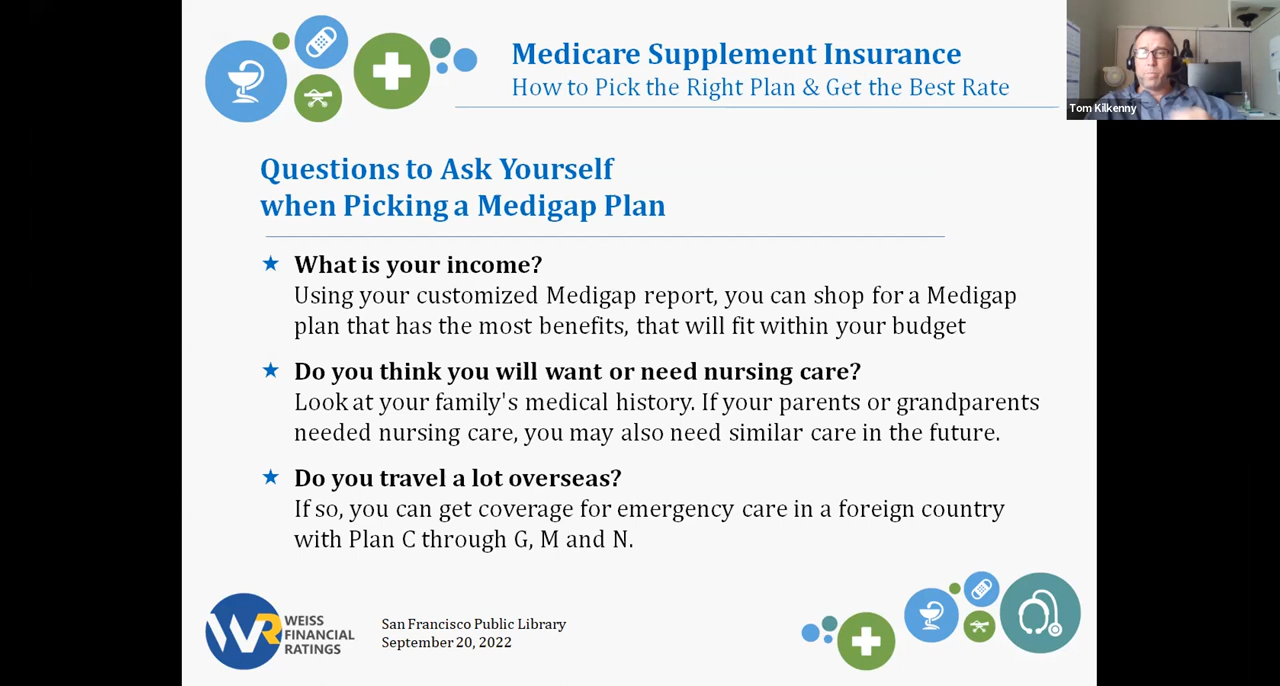 Medicare Supplement Insurance
How to Pick the Right Plan & Get the Best Rate
Tom Kilkenny
Questions to Ask Yourself
when Picking a Medigap Plan
What is your income?
Using your customized Medigap report, you can shop for a Medigap
plan that has the most benefits, that will fit within your budget
Do you think you will want or need nursing care?
Look at your family's medical history. If your parents or grandparents
needed nursing care, you may also need similar care in the future.
Do you travel a lot overseas?
If so, you can get coverage for emergency care in a foreign country
with Plan C through G, M and N.
WR
WEISS
FINANCIAL
RATINGS
San Francisco Public Library
September 20, 2022